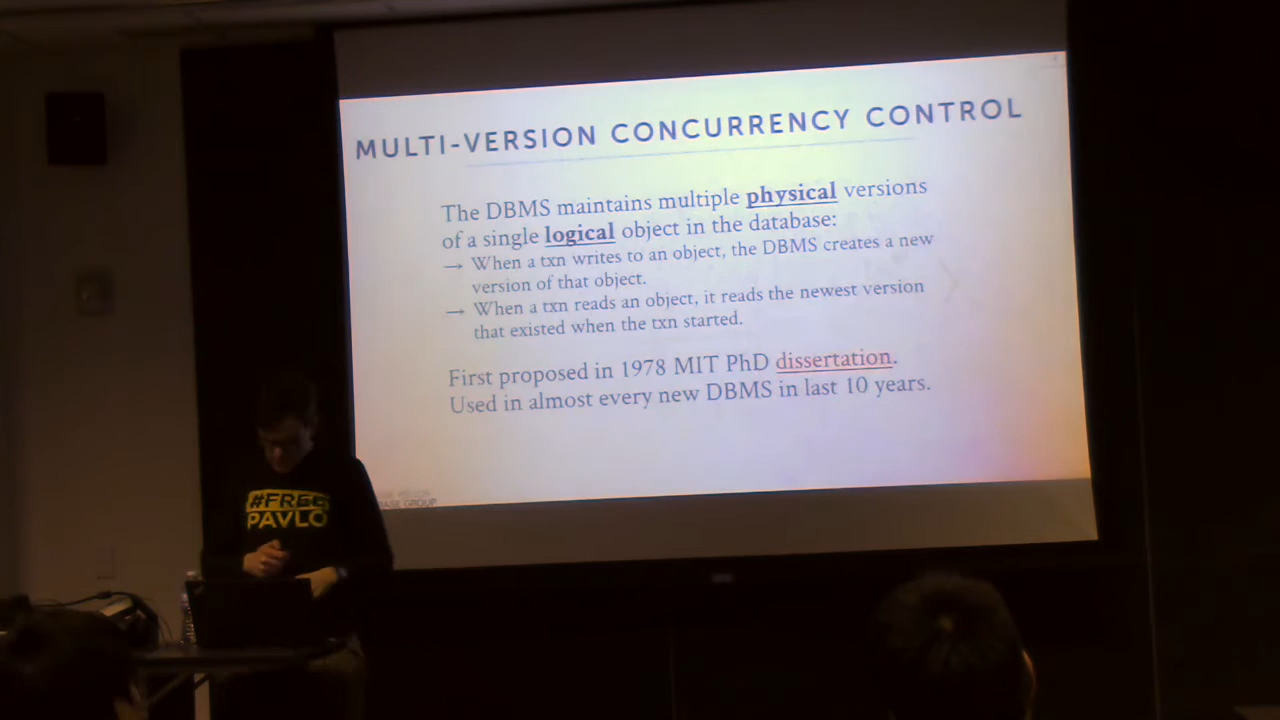 MULTI-VERSION CONCURRENCY CONTROL
The DBMS maintains multiple physical versions
of a single logical object in the database:
→ When a txn writes to an object, the DBMS creates a new
version of that object.
→ When a txn reads an object, it reads the newest version
that existed when the txn started.
First proposed in 1978 MIT PhD dissertation.
Used in almost every new DBMS in last 10 years.
GROUP
#FREE
PAVLO